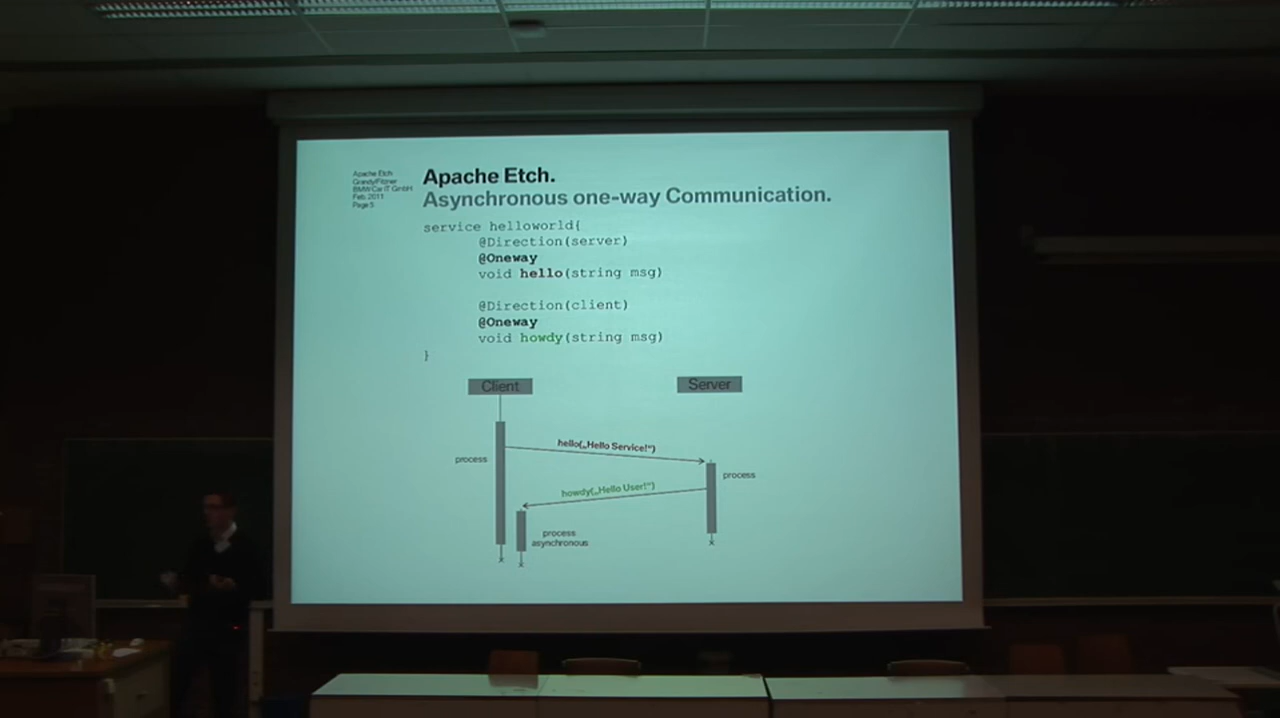 Apache Etch
Grandy/Fitzner
BMW Car IT GmbH
Feb. 2011
Page 5
Apache Etch.
Asynchronous one-way Communication.
service helloworld{
@Direction(server)
@Oneway
void hello(string msg)
@Direction(client)
@Oneway
void howdy(string msg)
}
Client
Server
hello(„Hello Service!“)
process
process
howdy(„Hello User!“)
process
asynchronous